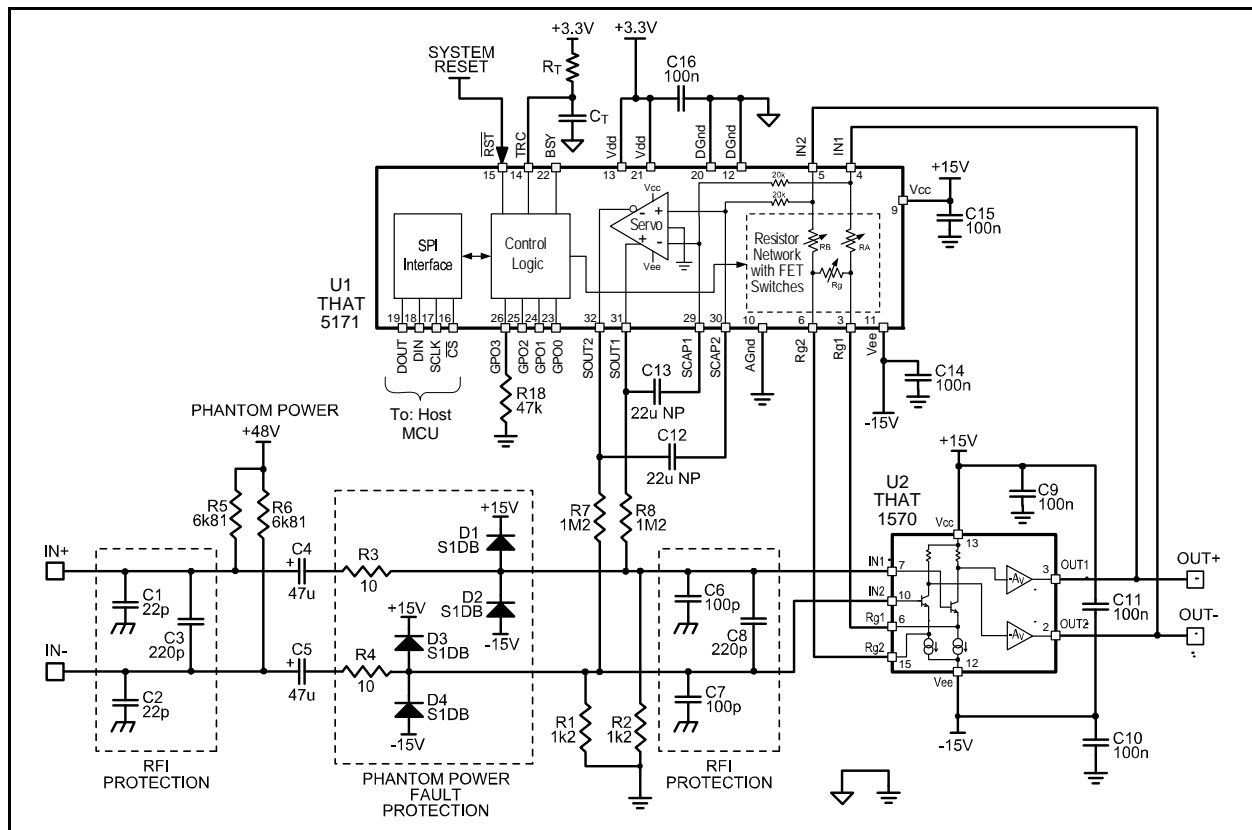 +3.3V
+3.3V
SYSTEM
RESET
RT
CT
C16
100n
RST
TRC
BSY
Vdd
Vdd
DGnd
DGnd
IN2
IN1
15
14
22
13
21
20
12
5
4
+15V
Vcc
9
C15
100n
SPI
Interface
Control
Logic
Vcc
Servo
Vee
- +
+ -
20k
20k
Resistor
Network
with FET
Switches
RB
RA
Rg
U1
THAT
5171
19
18
17
16
26
25
24
23
32
31
29
30
10
6
3
11
DOUT
DIN
SCLK
CS
GPO3
GPO2
GPO1
GPO0
SOUT2
SOUT1
SCAP1
SCAP2
AGnd
Rg2
Rg1
Vee
To: Host
MCU
R18
47k
C13
22u NP
C12
22u NP
C14
100n
-15V
PHANTOM POWER
+48V
R5
6k81
R6
6k81
+15V
D1
S1DB
D2
S1DB
-15V
+15V
D3
S1DB
D4
S1DB
-15V
R7
1M2
R8
1M2
+15V
C9
100n
U2
THAT
1570
Vcc
13
IN1
7
IN2
10
Rg1
6
Rg2
15
-AV
-AV
3
OUT1
2
OUT2
12
Vee
-15V
OUT+
OUT-
C11
100n
C10
100n
IN+
IN-
C1
22p
C2
22p
C3
220p
+
C4
47u
+
C5
47u
R3
10
R4
10
R1
1k2
R2
1k2
C6
100p
C7
100p
C8
220p
RFI
PROTECTION
PHANTOM POWER
FAULT
PROTECTION
RFI
PROTECTION